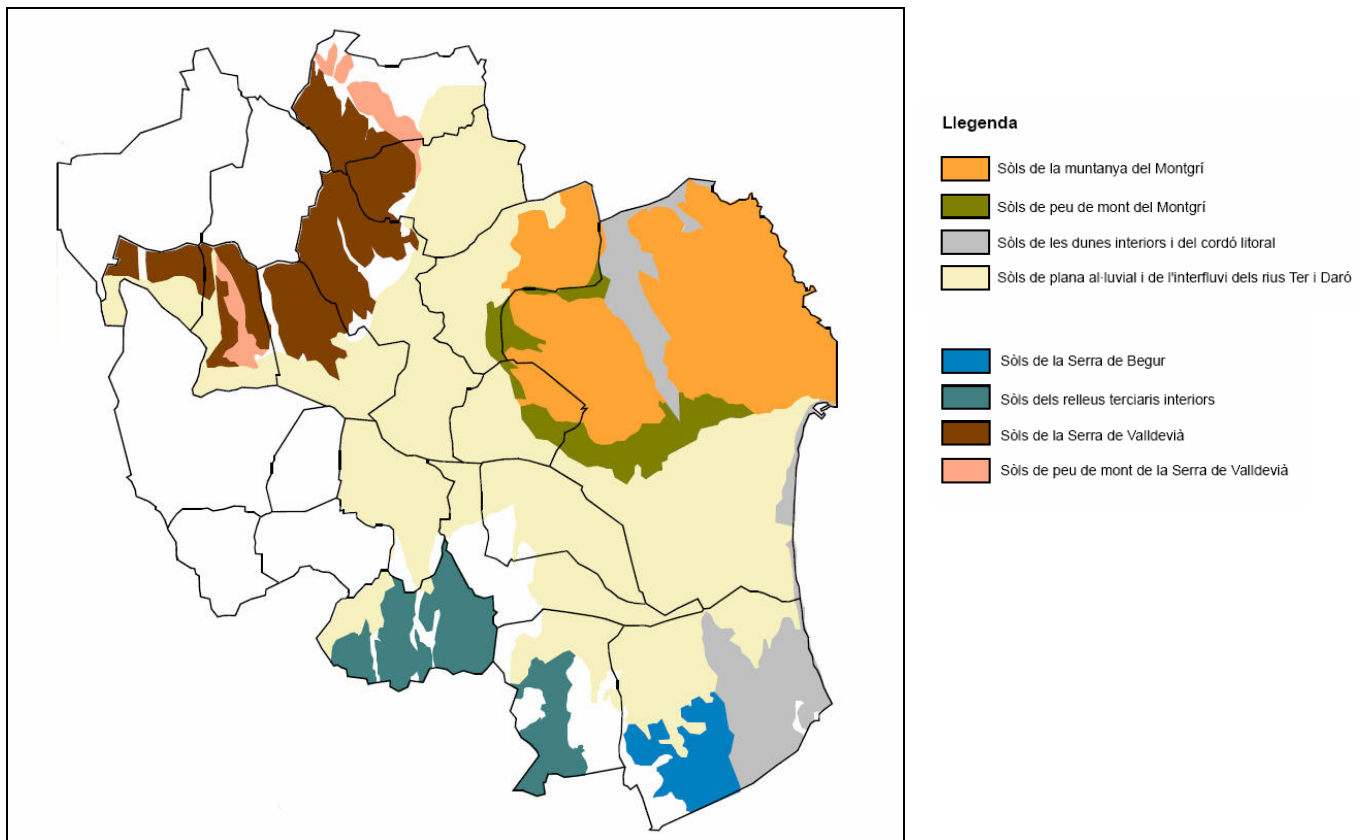 Llegenda
Sòls de la muntanya del Montgrí
Sòls de peu de mont del Montgrí
Sòls de les dunes interiors i del cordó litoral
Sòls de plana al·luvial i de l'interfluvi dels rius Ter i Daró
Sòls de la Serra de Begur
Sòls dels relleus terciaris interiors
Sòls de la Serra de Valldevià
Sòls de peu de mont de la Serra de Valldevià